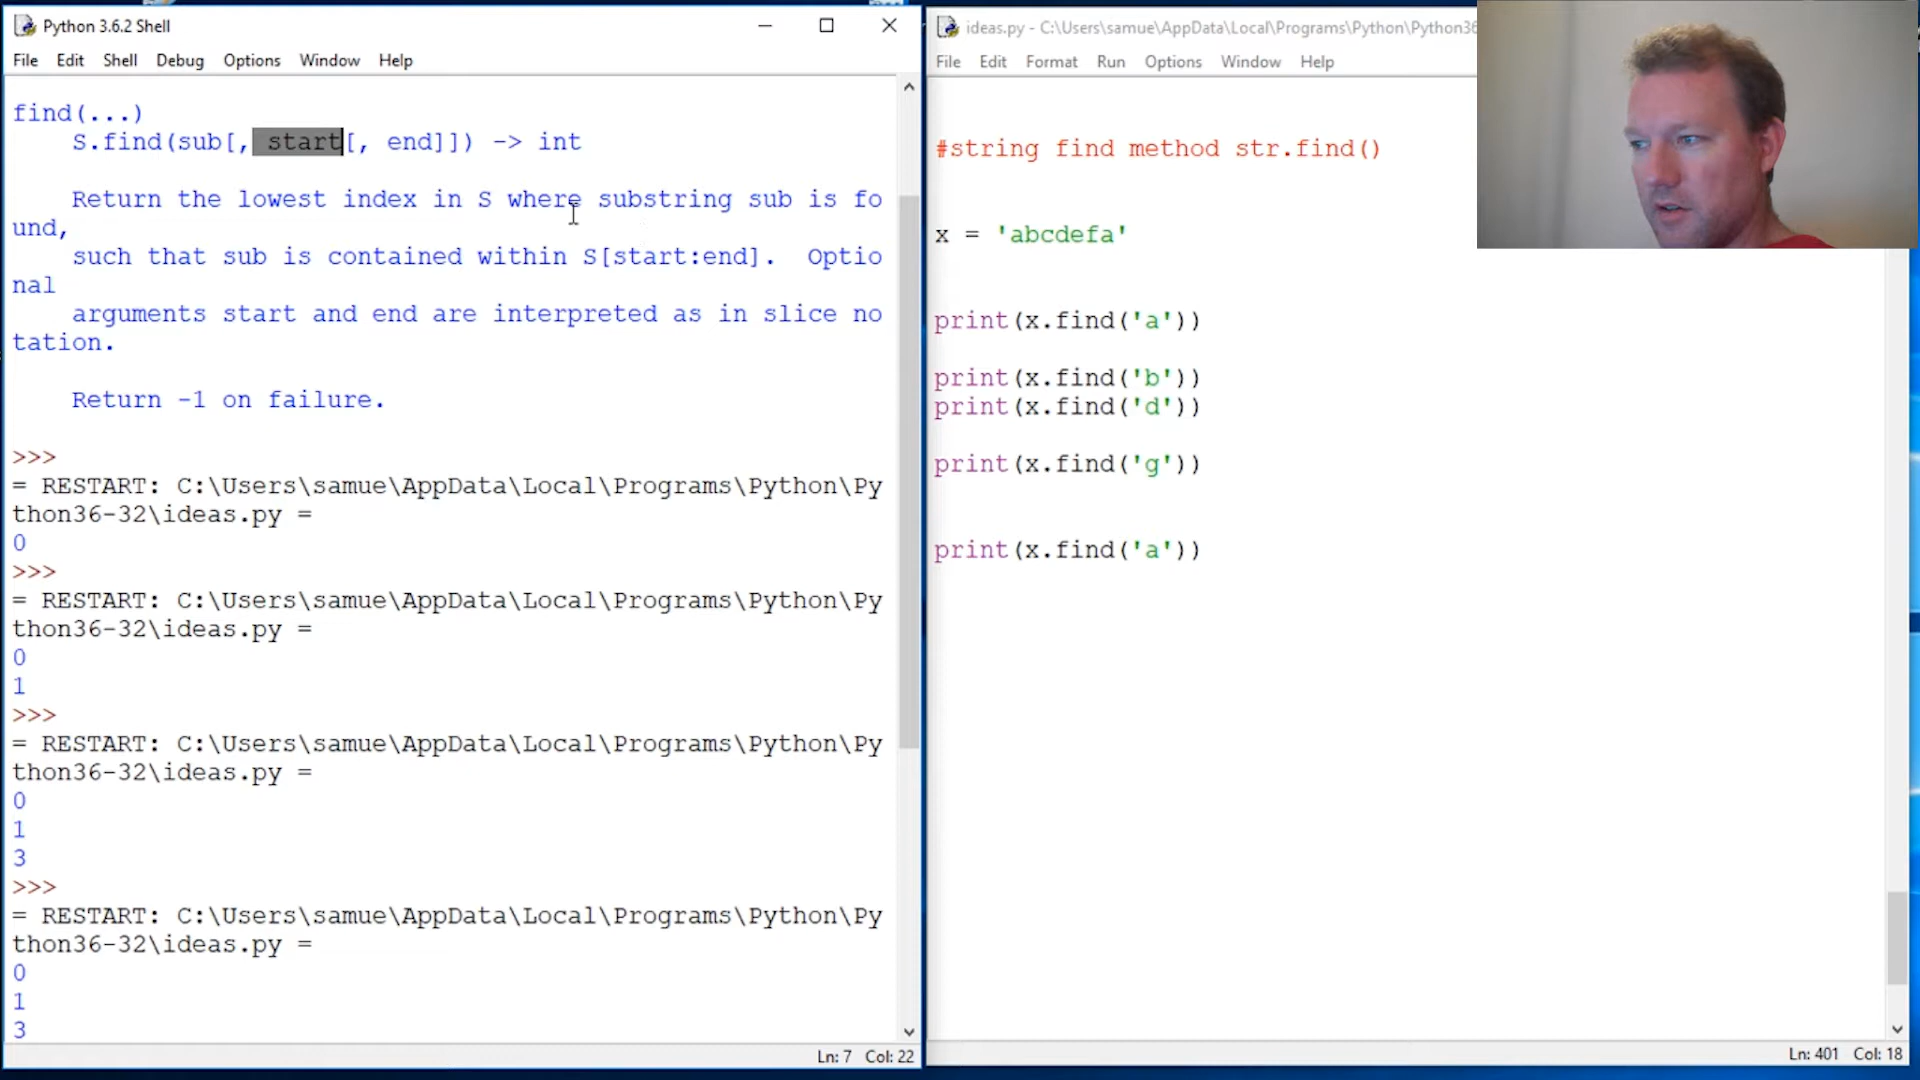 Python 3.6.2 Shell
File Edit Shell Debug Options Window Help
find(...)
S.find(sub[, start[, end]]) -> int
Return the lowest index in S where substring sub is fo
und,
such that sub is contained within S[start:end]. Optio
nal
arguments start and end are interpreted as in slice no
tation.
Return -1 on failure.
>>>
= RESTART: C:\Users\samue\AppData\Local\Programs\Python\Py
thon36-32\ideas.py =
0
>>>
= RESTART: C:\Users\samue\AppData\Local\Programs\Python\Py
thon36-32\ideas.py =
0
1
>>>
= RESTART: C:\Users\samue\AppData\Local\Programs\Python\Py
thon36-32\ideas.py =
0
1
3
>>>
= RESTART: C:\Users\samue\AppData\Local\Programs\Python\Py
thon36-32\ideas.py =
0
1
3
Ln: 7 Col: 22
ideas.py - C:\Users\samue\AppData\Local\Programs\Python\Python36
File Edit Format Run Options Window Help
#string find method str.find()
x = 'abcdefa'
print(x.find('a'))
print(x.find('b'))
print(x.find('d'))
print(x.find('g'))
print(x.find('a'))
Ln: 401 Col: 18